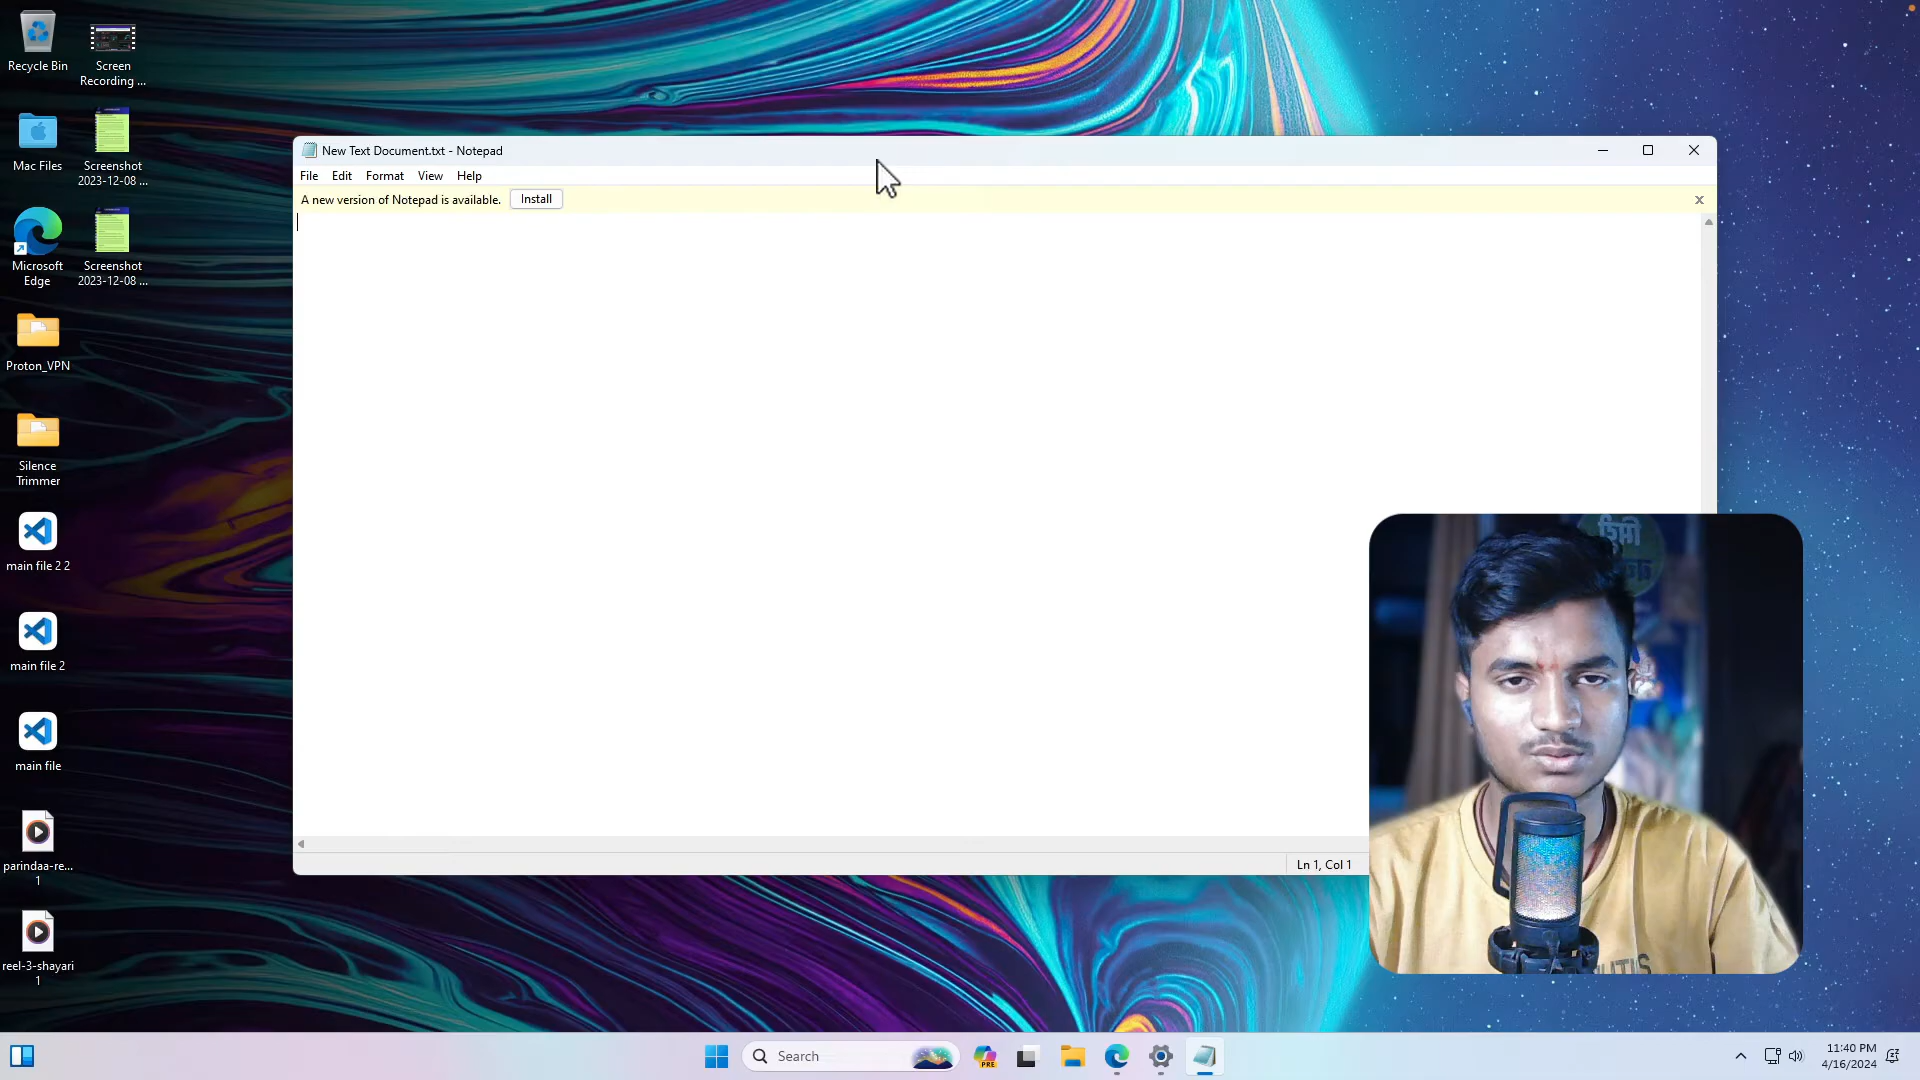 Recycle Bin
Screen
Recording ...
Mac Files
Screenshot
2023-12-08 ...
Microsoft
Edge
Screenshot
2023-12-08 ...
Proton_VPN
Silence
Trimmer
main file 2 2
main file 2
main file
parindaa-re...
1
reel-3-shayari
1
New Text Document.txt - Notepad
File Edit Format View Help
A new version of Notepad is available. Install x
Ln 1, Col 1
Search
PRE
11:40 PM
4/16/2024